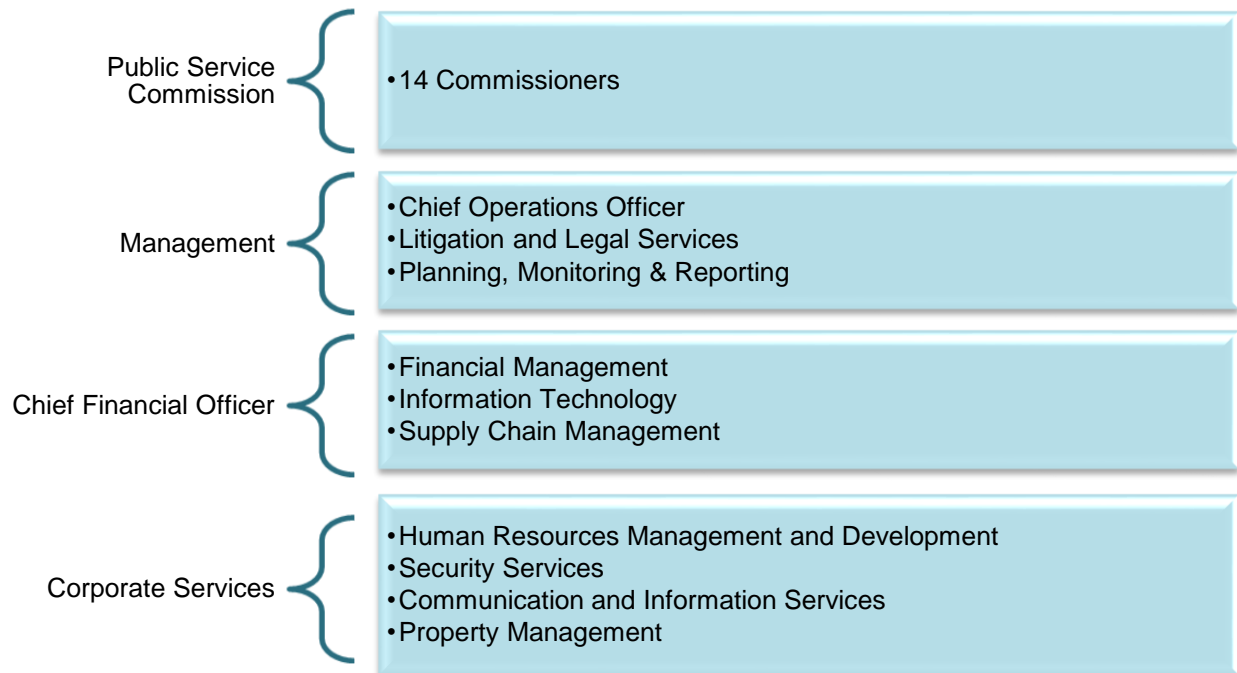 Public Service
Commission
•14 Commissioners
Management
•Chief Operations Officer
•Litigation and Legal Services
•Planning, Monitoring & Reporting
Chief Financial Officer
•Financial Management
•Information Technology
•Supply Chain Management
Corporate Services
•Human Resources Management and Development
•Security Services
•Communication and Information Services
•Property Management